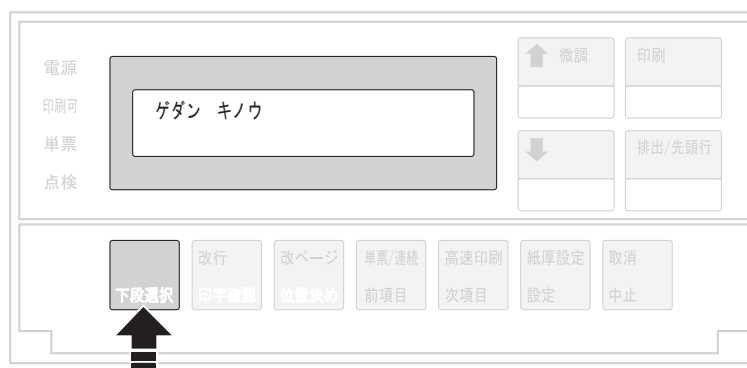 電源
印刷可
単票
点検
ゲダン キノウ
微調
印刷
排出/先頭行
下段選択
改行
印字確認
改ページ
位置決め
単票/連続
前項目
高速印刷
次項目
紙厚設定
設定
取消
中止